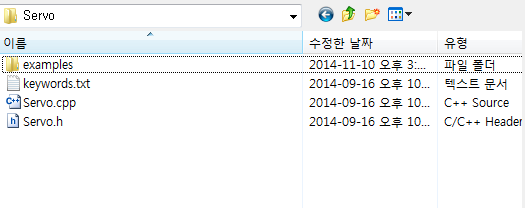 Servo
이름 수정한 날짜 유형
examples 2014-11-10 오후 3:... 파일 폴더
keywords.txt 2014-09-16 오후 10... 텍스트 문서
Servo.cpp 2014-09-16 오후 10... C++ Source
Servo.h 2014-09-16 오후 10... C/C++ Header